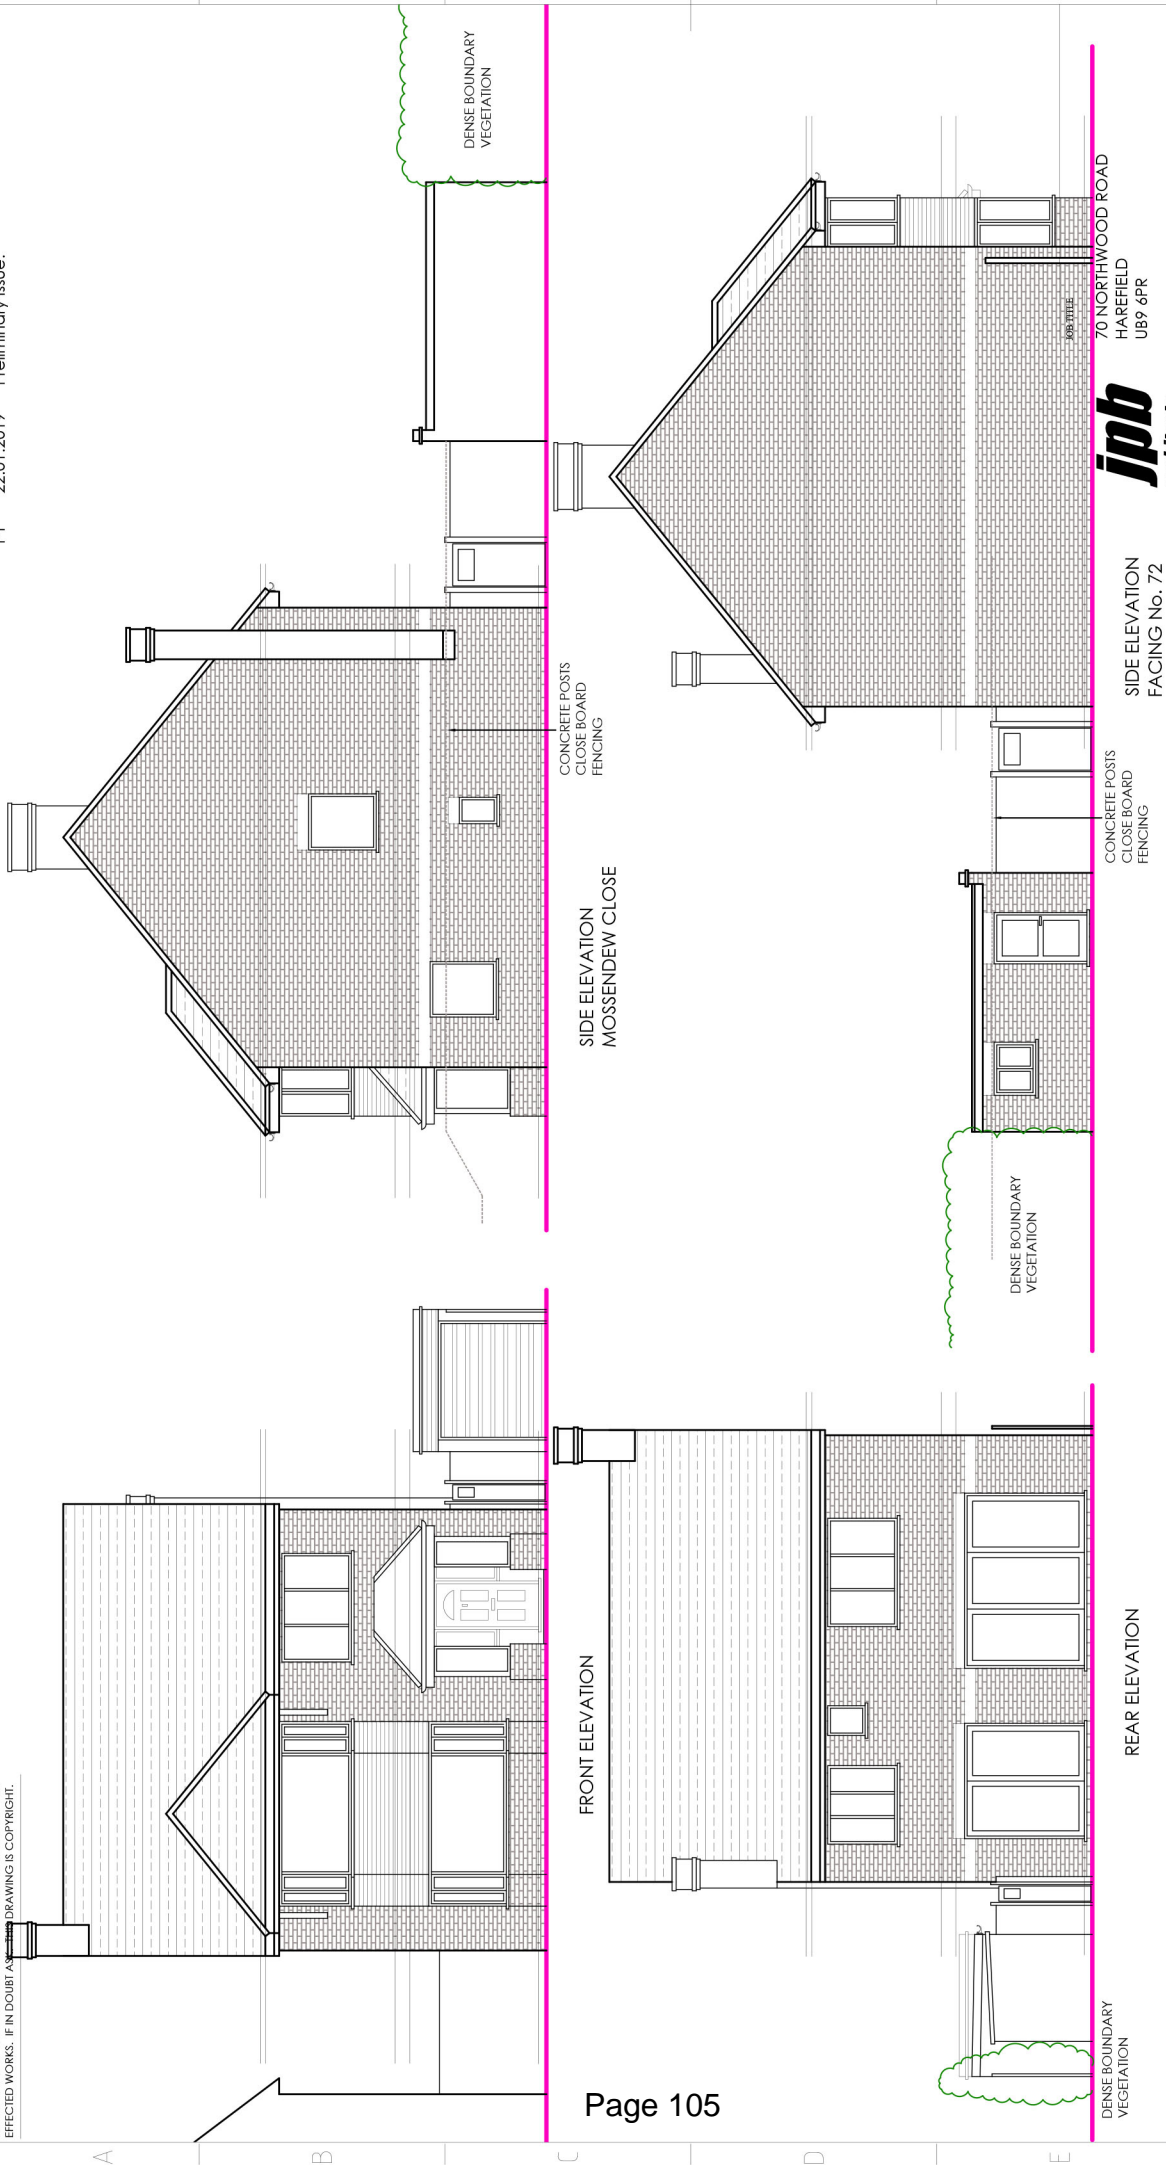 EFFECTED WORKS. IF IN DOUBT ASK. THIS DRAWING IS COPYRIGHT.
22.01.2019 Preliminary Issue.
A
B
C
D
E
FRONT ELEVATION
SIDE ELEVATION
MOSSENDEW CLOSE
CONCRETE POSTS
CLOSE BOARD
FENCING
DENSE BOUNDARY
VEGETATION
REAR ELEVATION
DENSE BOUNDARY
VEGETATION
DENSE BOUNDARY
VEGETATION
CONCRETE POSTS
CLOSE BOARD
FENCING
SIDE ELEVATION
FACING No. 72
jpb
JOB TITLE
70 NORTHWOOD ROAD
HAREFIELD
UB9 6PR
Page 105